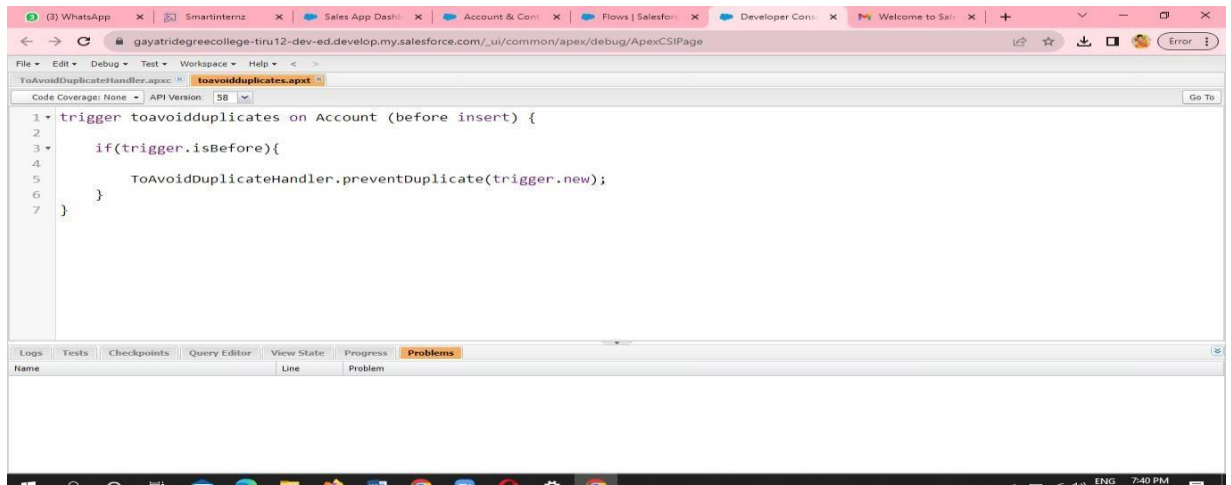 (3) WhatsApp Smartinternz Sales App Dashb Account & Cont Flows | Salesforc Developer Cons Welcome to Sal
gayatridegreecollege-tiru12-dev-ed.develop.my.salesforce.com/_ui/common/apex/debug/ApexCSIPage Error
File Edit Debug Test Workspace Help < >
ToAvoidDuplicateHandler.apxc toavoidduplicates.apxt
Code Coverage: None API Version: 58 Go To
1 trigger toavoidduplicates on Account (before insert) {
2
3 if(trigger.isBefore){
4
5 ToAvoidDuplicateHandler.preventDuplicate(trigger.new);
6 }
7 }
Logs Tests Checkpoints Query Editor View State Progress Problems
Name Line Problem
ENG 7:40 PM